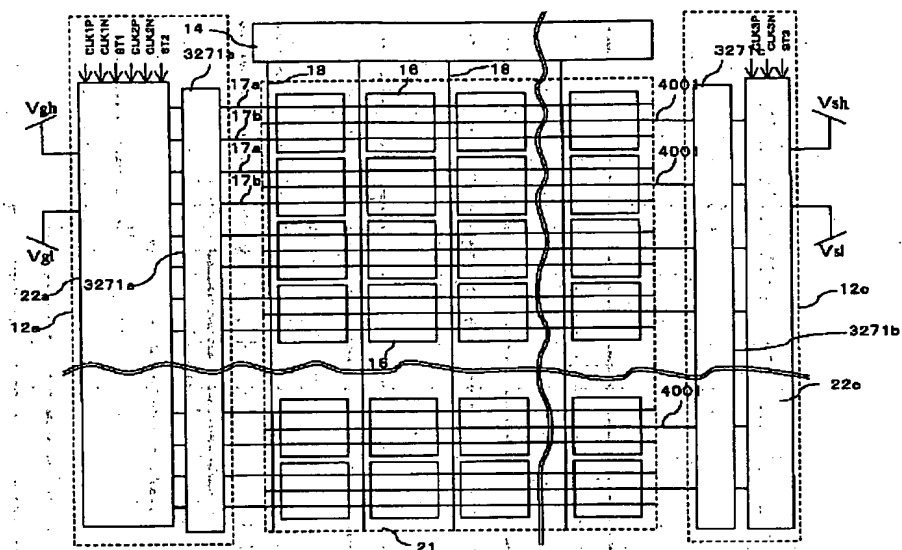 CLK1P
CLK1N
ST1
CLK2P
CLK2N
ST2
14
3271a
18
16
18
CLK3P
CLK3N
ST3
3271c
17a
17b
17a
17b
4001
4001
Vgh
Vsh
Vgl
Vsl
22a
3271a
12a
12c
16
3271b
22c
4001
21